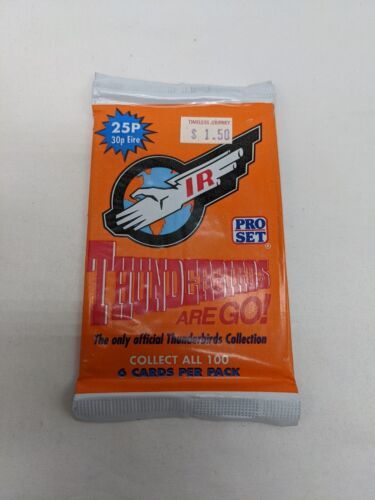 25P
30p Eire
TIMELESS JOURNEY
$ 1.50
IR
PRO
SET
®
THUNDERBIRDS
ARE GO!
The only official Thunderbirds Collection
COLLECT ALL 100
6 CARDS PER PACK